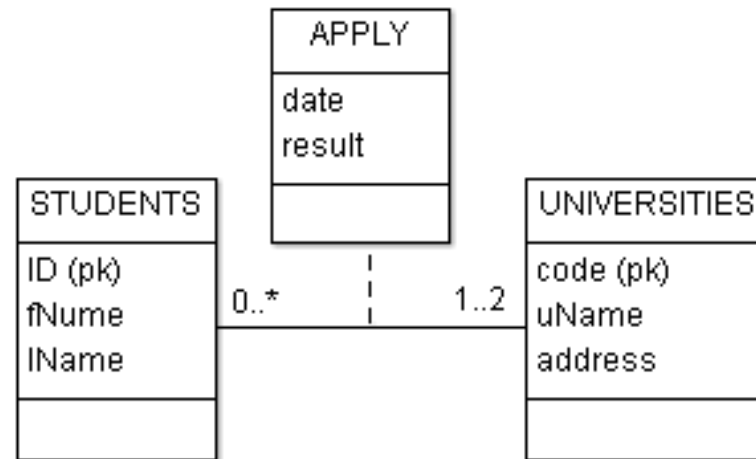 APPLY
date
result
STUDENTS
ID (pk)
fNume
lName
0..*
1..2
UNIVERSITIES
code (pk)
uName
address